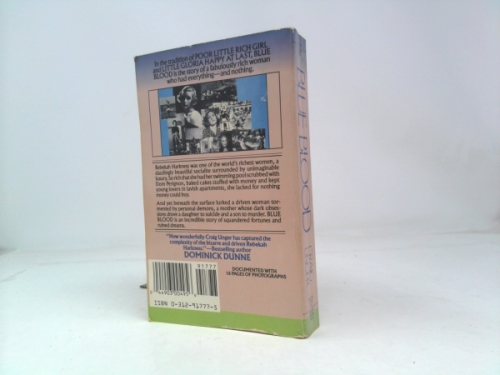 In the tradition of POOR LITTLE RICH GIRL
and LITTLE GLORIA HAPPY AT LAST, BLUE
BLOOD is the story of a fabulously rich woman
who had everything—and nothing.
Rebekah Harkness was one of the world's richest women, a
dazzlingly beautiful socialite surrounded by unimaginable
luxury. So rich that she had her swimming pool scrubbed with
Dom Perignon, baked cakes stuffed with money and kept
young lovers in lavish apartments, she lacked for nothing
money could buy.
And yet beneath the surface lurked a driven woman tor-
mented by personal demons, a mother whose dark obses-
sions drove a daughter to suicide and a son to murder. BLUE
BLOOD is an incredible story of squandered fortunes and
ruined dreams.
"How wonderfully Craig Unger has captured the
complexity of the bizarre and driven Rebekah
Harkness."—Bestselling author
DOMINICK DUNNE
DOCUMENTED WITH
16 PAGES OF PHOTOGRAPHS
91777
ISBN 0-312-91777-5
BLUE BLOOD